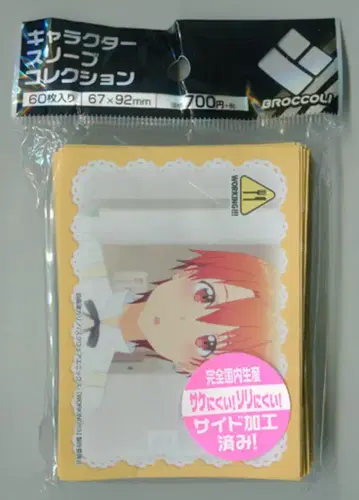 キャラクター
スリーブ
コレクション
60枚入り
67×92mm
700円
BROCCOLI
WORKING!!!
完全国内生産
サケにくい!ソリにくい!
サイド加工
済み!